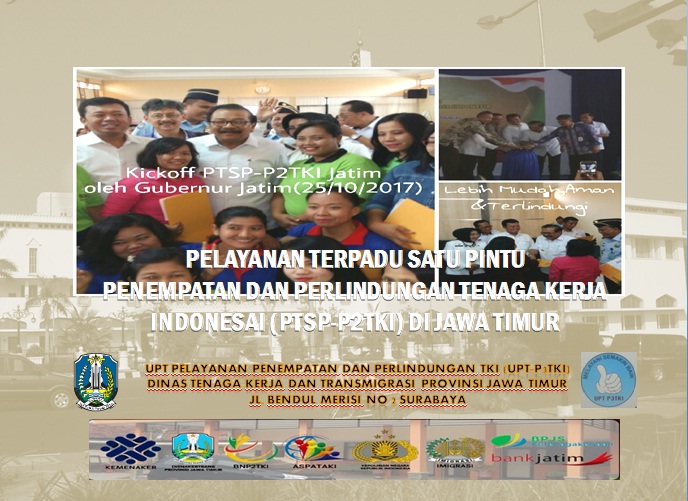 Kickoff PTSP-P2TKI Jatim
oleh Gubernur Jatim(25/10/2017) .
Lebih Mudah,Aman
&Terlindungi
PELAYANAN TERPADU SATU PINTU
PENEMPATAN DAN PERLINDUNGAN TENAGA KERJA
INDONESAI (PTSP-P2TKI) DI JAWA TIMUR
UPT PELAYANAN PENEMPATAN DAN PERLINDUNGAN TKI (UPT P3TKI)
DINAS TENAGA KERJA DAN TRANSMIGRASI PROVINSI JAWA TIMUR
JL BENDUL MERISI NO 2 SURABAYA
UPT P3TKI
KEMENAKER
BNP2TKI
ASPATAKI
IMIGRASI
BPJS
bankjatim